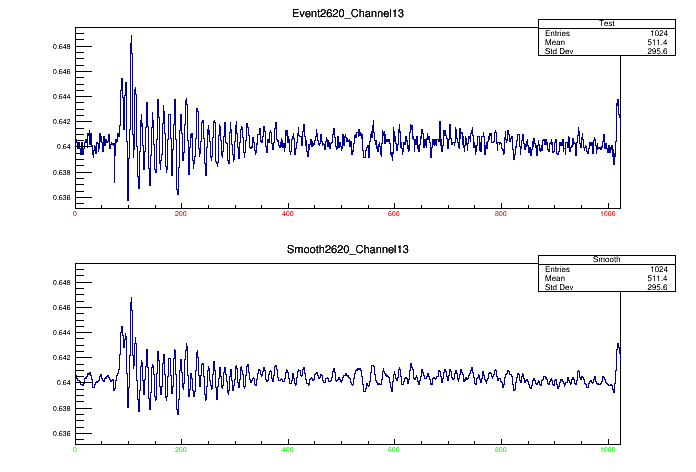 Event2620_Channel13
Test
Entries 1024
Mean 511.4
Std Dev 295.6
0.648
0.646
0.644
0.642
0.64
0.638
0.636
0 200 400 600 800 1000
Smooth2620_Channel13
Smooth
Entries 1024
Mean 511.4
Std Dev 295.6
0.648
0.646
0.644
0.642
0.64
0.638
0.636
0 200 400 600 800 1000